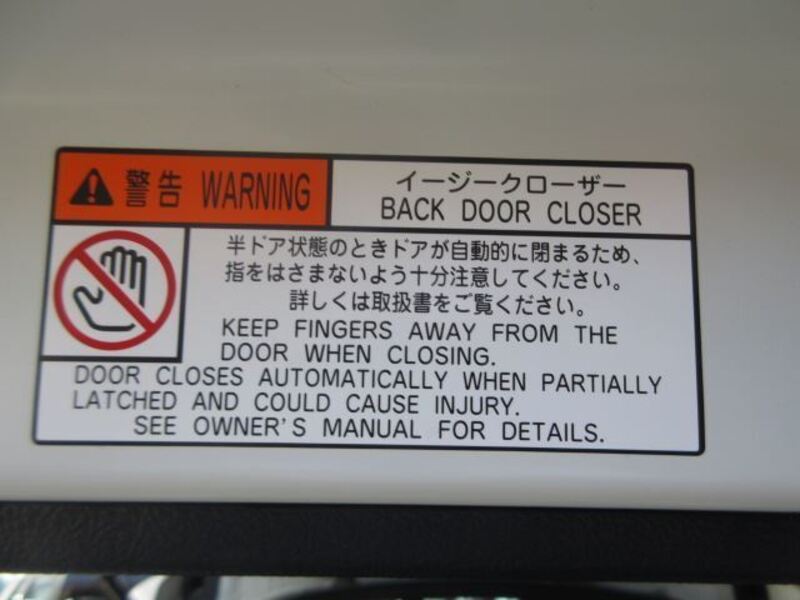 警告 WARNING
イージークローザー
BACK DOOR CLOSER
半ドア状態のときドアが自動的に閉まるため、
指をはさまないよう十分注意してください。
詳しくは取扱書をご覧ください。
KEEP FINGERS AWAY FROM THE
DOOR WHEN CLOSING.
DOOR CLOSES AUTOMATICALLY WHEN PARTIALLY
LATCHED AND COULD CAUSE INJURY.
SEE OWNER'S MANUAL FOR DETAILS.